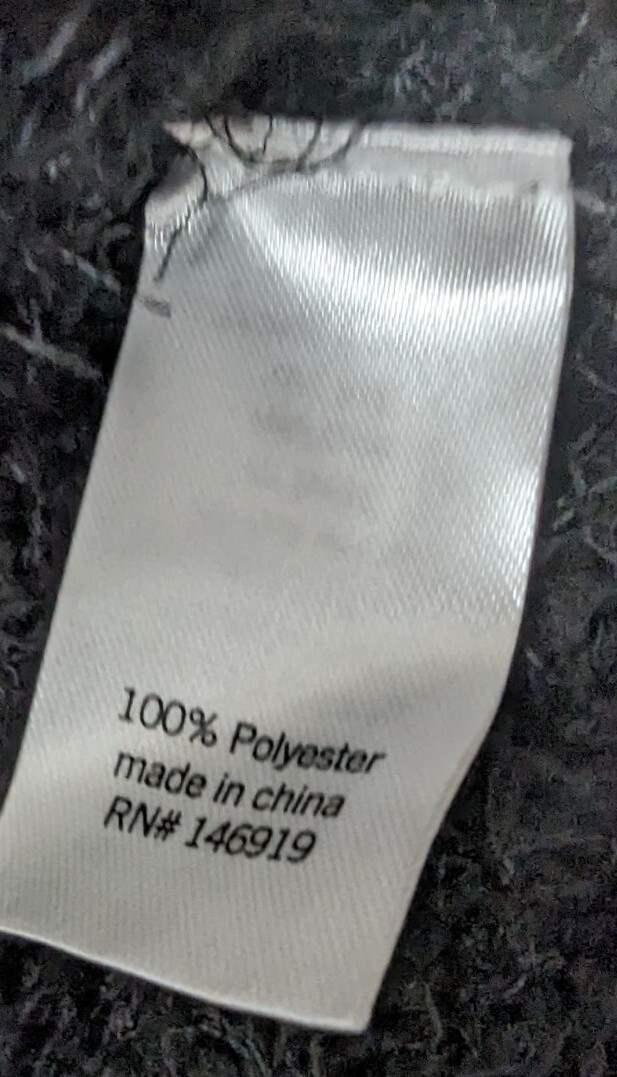 100% Polyester
made in china
RN# 146919